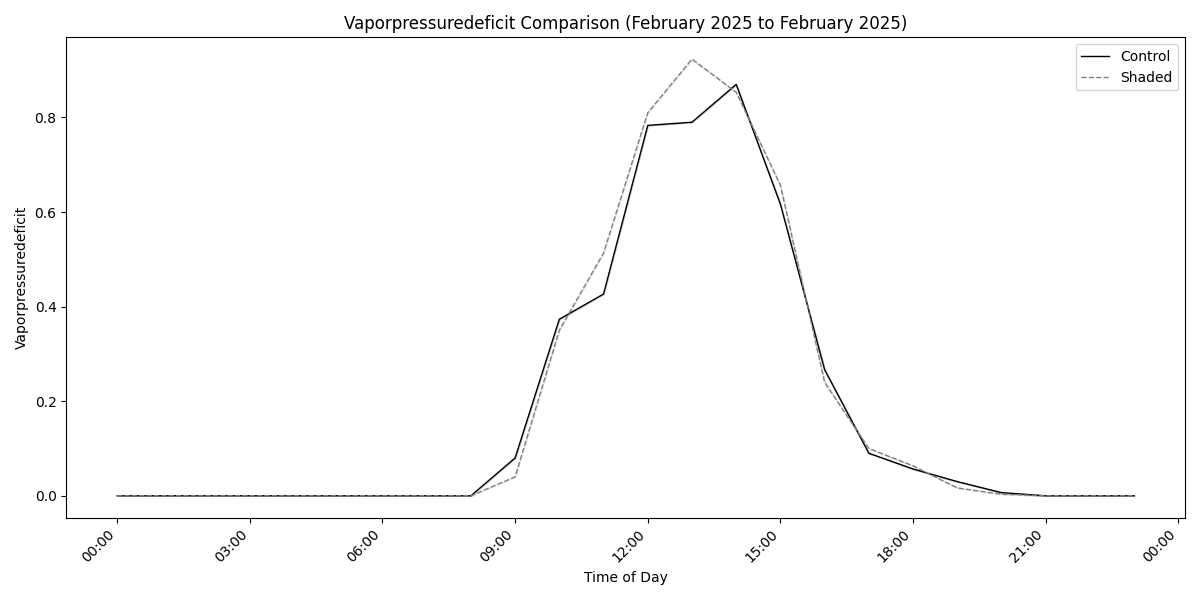 Vaporpressuredeficit Comparison (February 2025 to February 2025)
Control
Shaded
Vaporpressuredeficit
0.8
0.6
0.4
0.2
0.0
00:00
03:00
06:00
09:00
12:00
15:00
18:00
21:00
00:00
Time of Day